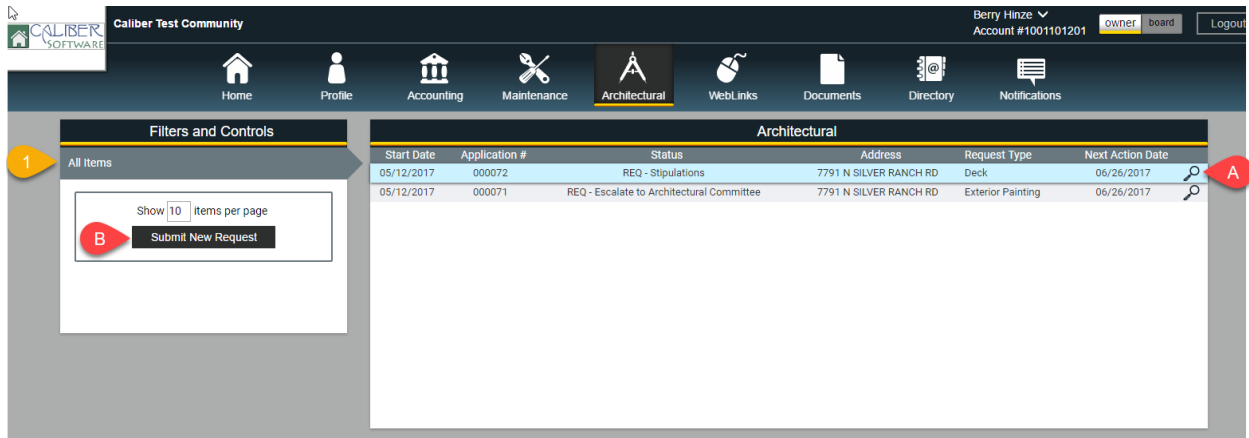 CALIBER
SOFTWARE
Caliber Test Community
Berry Hinze
Account #1001101201
owner board
Logout
Home Profile Accounting Maintenance Architectural WebLinks Documents Directory Notifications
Filters and Controls
1
All Items
Show 10 items per page
B
Submit New Request
Architectural
Start Date Application # Status Address Request Type Next Action Date
05/12/2017 000072 REQ - Stipulations 7791 N SILVER RANCH RD Deck 06/26/2017
A
05/12/2017 000071 REQ - Escalate to Architectural Committee 7791 N SILVER RANCH RD Exterior Painting 06/26/2017